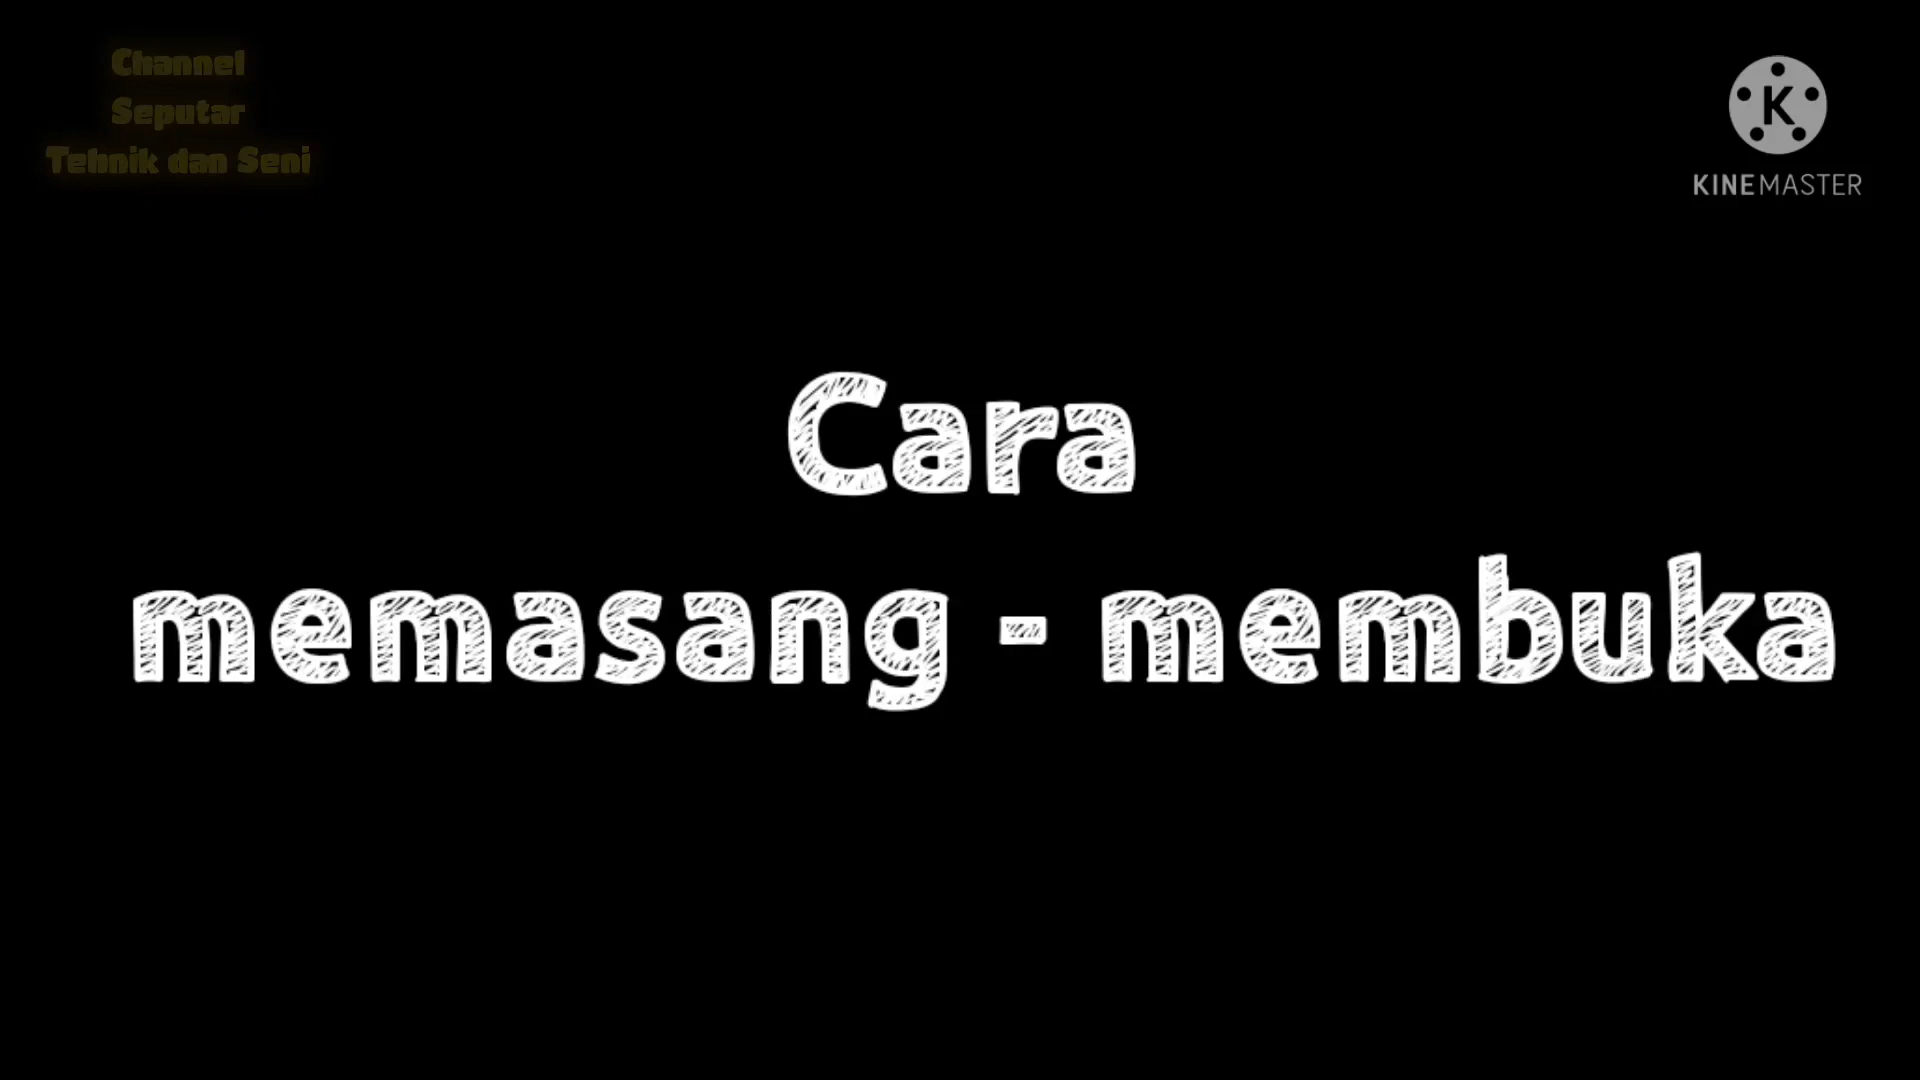 Channel
Seputar
Tehnik dan Seni
K
KINEMASTER
Cara
memasang - membuka